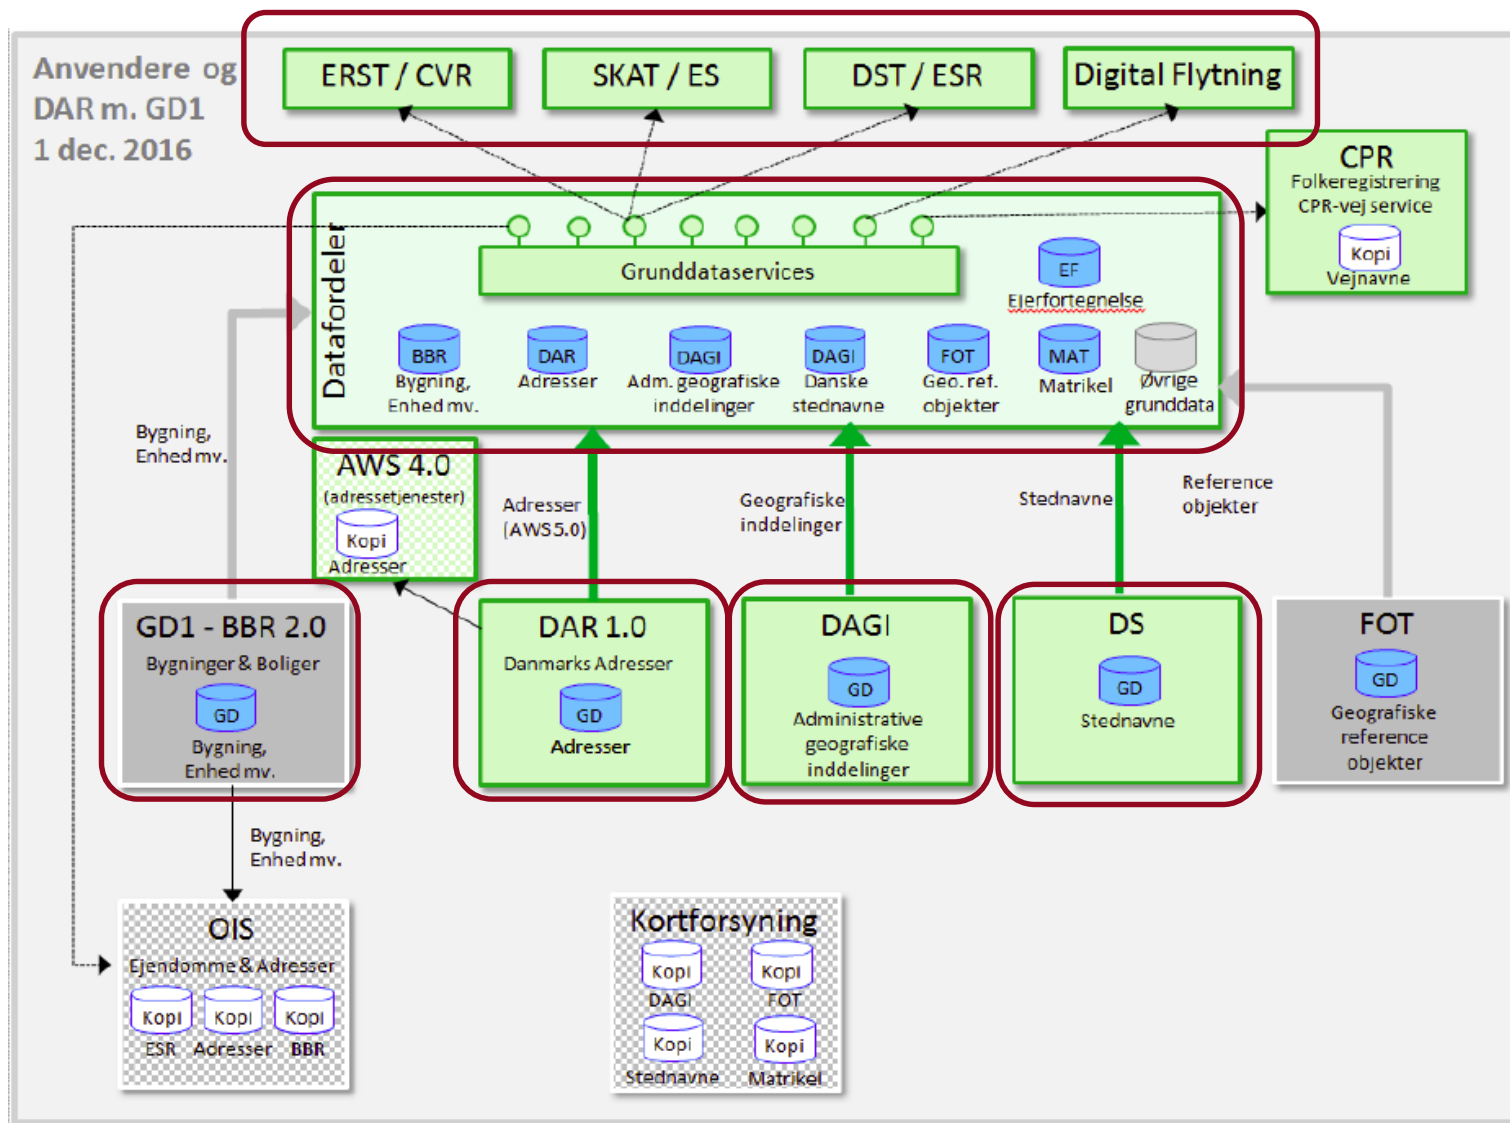 Anvendere og
DAR m. GD1
1 dec. 2016
ERST / CVR
SKAT / ES
DST / ESR
Digital Flytning
CPR
Folkeregistrering
CPR-vej service
Kopi
Vejnavne
Datafordeler
Grunddataservices
EF
Ejerfortegnelse
BBR
Bygning,
Enhed mv.
DAR
Adresser
DAGI
Adm. geografiske
inddelinger
DAGI
Danske
stednavne
FOT
Geo. ref.
objekter
MAT
Matrikel
Øvrige
grunddata
Bygning,
Enhed mv.
AWS 4.0
(adressetjenester)
Kopi
Adresser
Adresser
(AWS5.0)
Geografiske
inddelinger
Stednavne
Reference
objekter
GD1 - BBR 2.0
Bygninger & Boliger
GD
Bygning,
Enhed mv.
DAR 1.0
Danmarks Adresser
GD
Adresser
DAGI
GD
Administrative
geografiske
inddelinger
DS
GD
Stednavne
FOT
GD
Geografiske
reference
objekter
Bygning,
Enhed mv.
OIS
Ejendomme & Adresser
Kopi Kopi Kopi
ESR Adresser BBR
Kortforsyning
Kopi Kopi
DAGI FOT
Kopi Kopi
Stednavne Matrikel